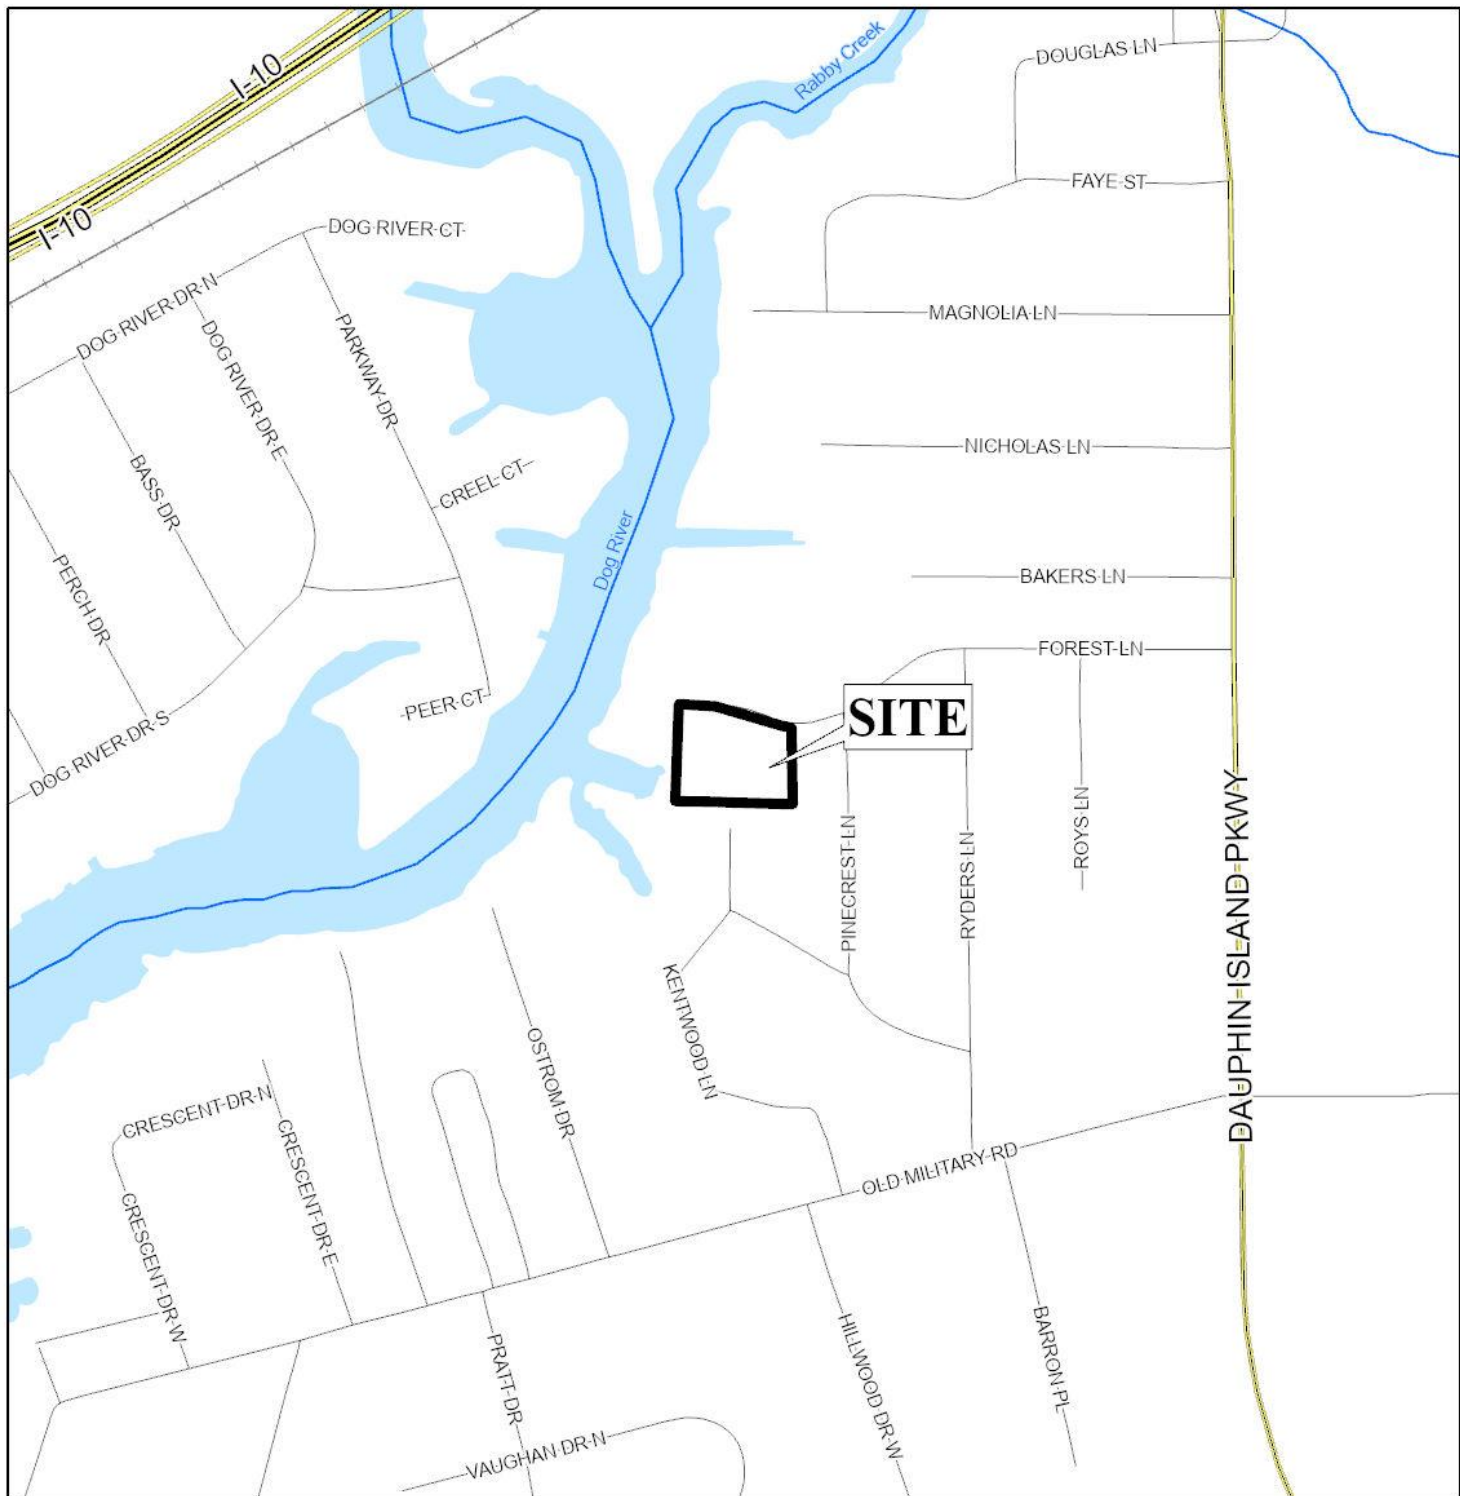 I-10
Rabby Creek
DOUGLAS LN
I-10
FAYE ST
DOG RIVER CT
DOG RIVER DR N
MAGNOLIA LN
DOG RIVER DR E
PARKWAY DR
NICHOLAS LN
BASS DR
CREEL CT
Dog River
PERCH DR
BAKERS LN
FOREST LN
PEER CT
SITE
DOG RIVER DR S
ROYS LN
PINECREST LN
RYDERS LN
DAUPHIN ISLAND PKWY
KENTWOOD LN
OSTROM DR
CRESCENT DR N
CRESCENT DR E
OLD MILITARY RD
CRESCENT DR W
PRATT DR
HILLWOOD DR W
BARRON PL
VAUGHAN DR N